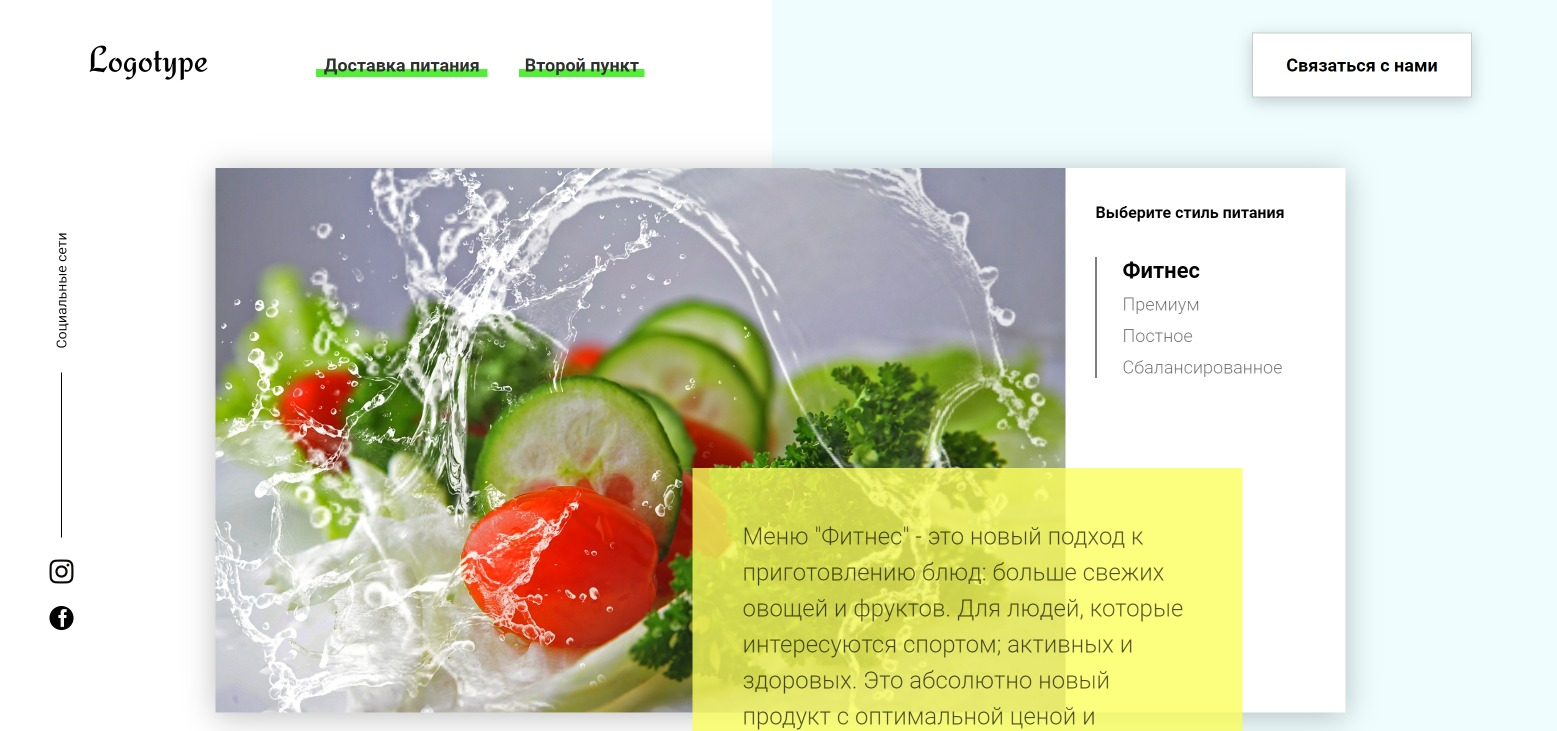 Logotype
Доставка питания
Второй пункт
Связаться с нами
Социальные сети
Выберите стиль питания
Фитнес
Премиум
Постное
Сбалансированное
Меню "Фитнес" - это новый подход к
приготовлению блюд: больше свежих
овощей и фруктов. Для людей, которые
интересуются спортом; активных и
здоровых. Это абсолютно новый
продукт с оптимальной ценой и